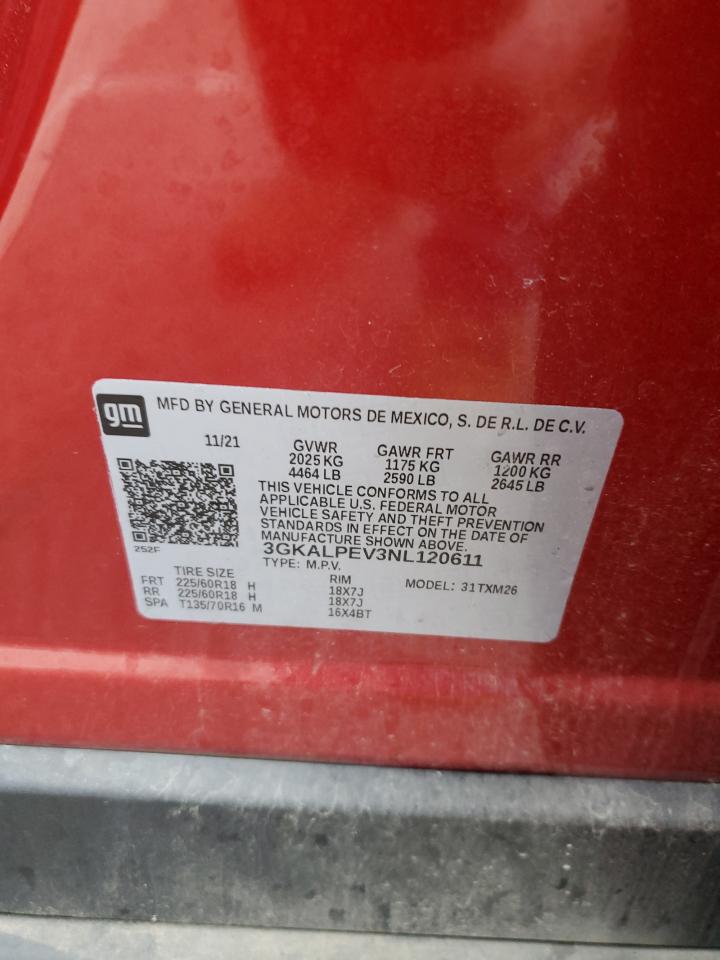 gm MFD BY GENERAL MOTORS DE MEXICO, S. DE R.L. DE C.V.
11/21 GVWR GAWR FRT GAWR RR
2025 KG 1175 KG 1200 KG
4464 LB 2590 LB 2645 LB
THIS VEHICLE CONFORMS TO ALL
APPLICABLE U.S. FEDERAL MOTOR
VEHICLE SAFETY AND THEFT PREVENTION
STANDARDS IN EFFECT ON THE DATE OF
MANUFACTURE SHOWN ABOVE.
252F
3GKALPEV3NL120611
TYPE: M.P.V.
TIRE SIZE RIM MODEL: 31TXM26
FRT 225/60R18 H 18X7J
RR 225/60R18 H 18X7J
SPA T135/70R16 M 16X4BT